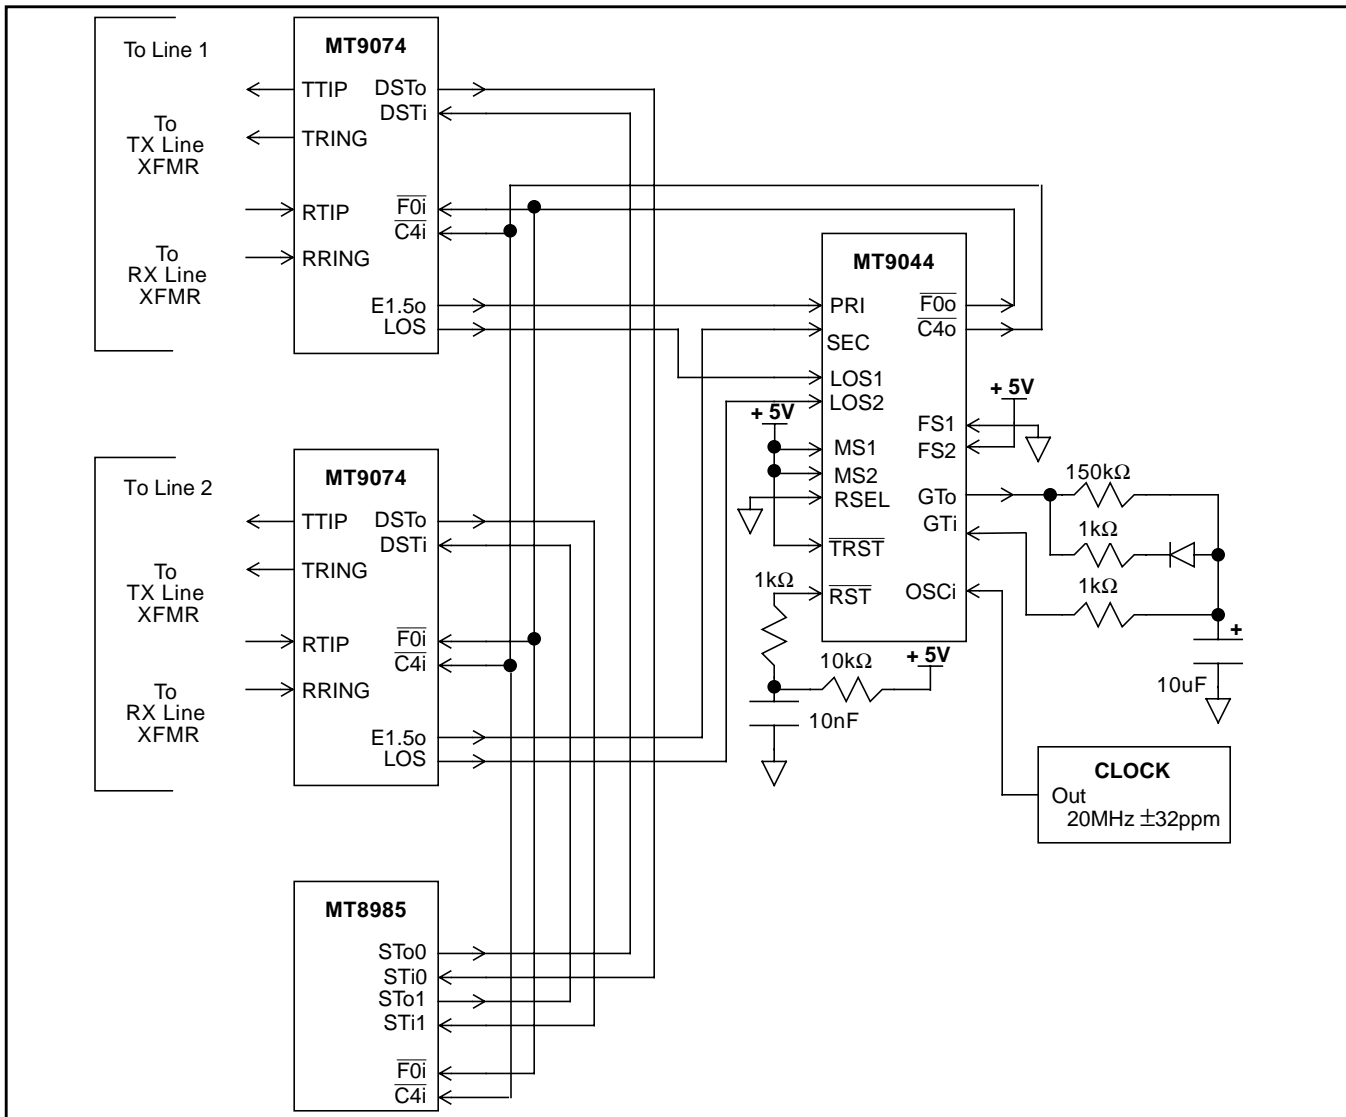 To Line 1
To
TX Line
XFMR
To
RX Line
XFMR
MT9074
TTIP
TRING
RTIP
RRING
DSTo
DSTi
F0i
C4i
E1.5o
LOS
MT9044
PRI
SEC
LOS1
LOS2
+ 5V
MS1
MS2
RSEL
TRST
RST
1kΩ
10kΩ
+ 5V
10nF
F0o
C4o
+ 5V
FS1
FS2
GTo
GTi
OSCi
150kΩ
1kΩ
1kΩ
+
10uF
CLOCK
Out
20MHz ±32ppm
To Line 2
To
TX Line
XFMR
To
RX Line
XFMR
MT9074
TTIP
TRING
RTIP
RRING
DSTo
DSTi
F0i
C4i
E1.5o
LOS
MT8985
STo0
STi0
STo1
STi1
F0i
C4i